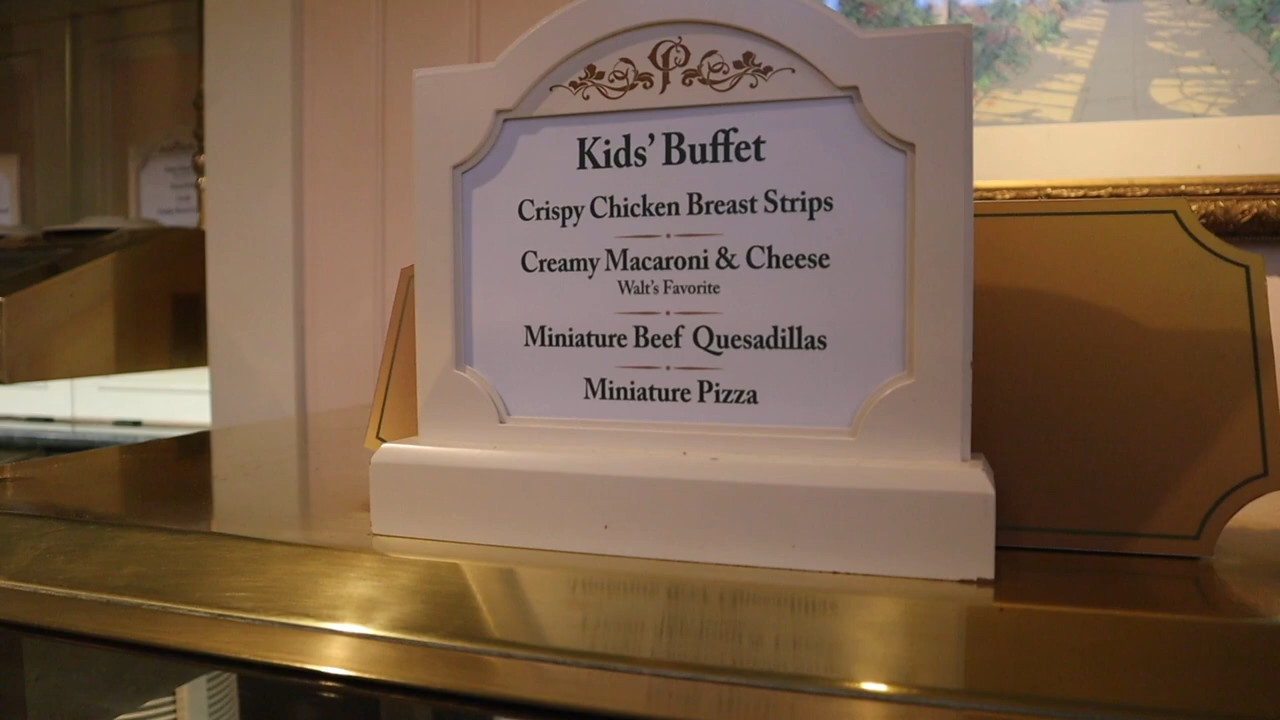 Kids' Buffet
Crispy Chicken Breast Strips
Creamy Macaroni & Cheese
Walt's Favorite
Miniature Beef Quesadillas
Miniature Pizza